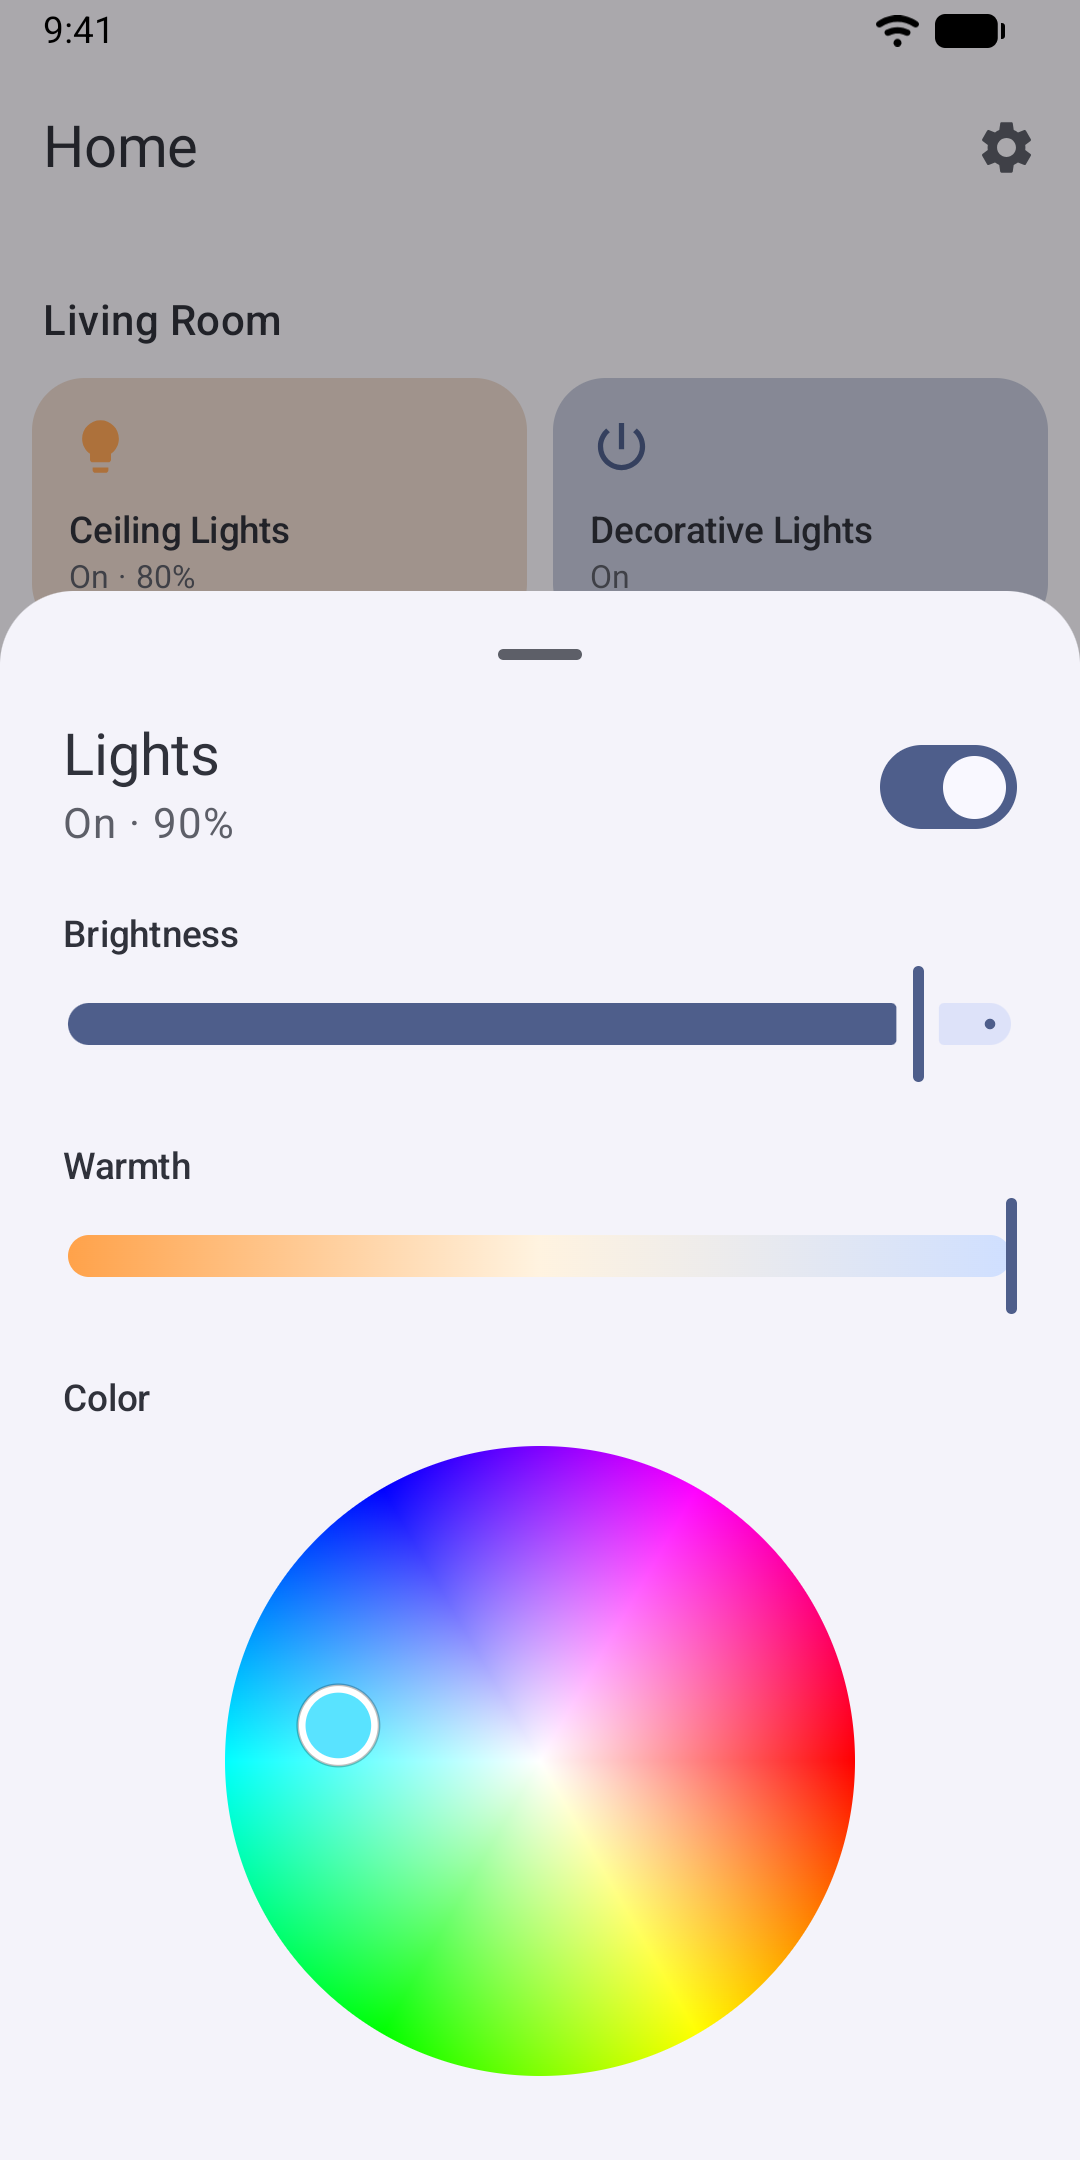 9:41
Home
Living Room
Ceiling Lights
On · 80%
Decorative Lights
On
Lights
On · 90%
Brightness
Warmth
Color